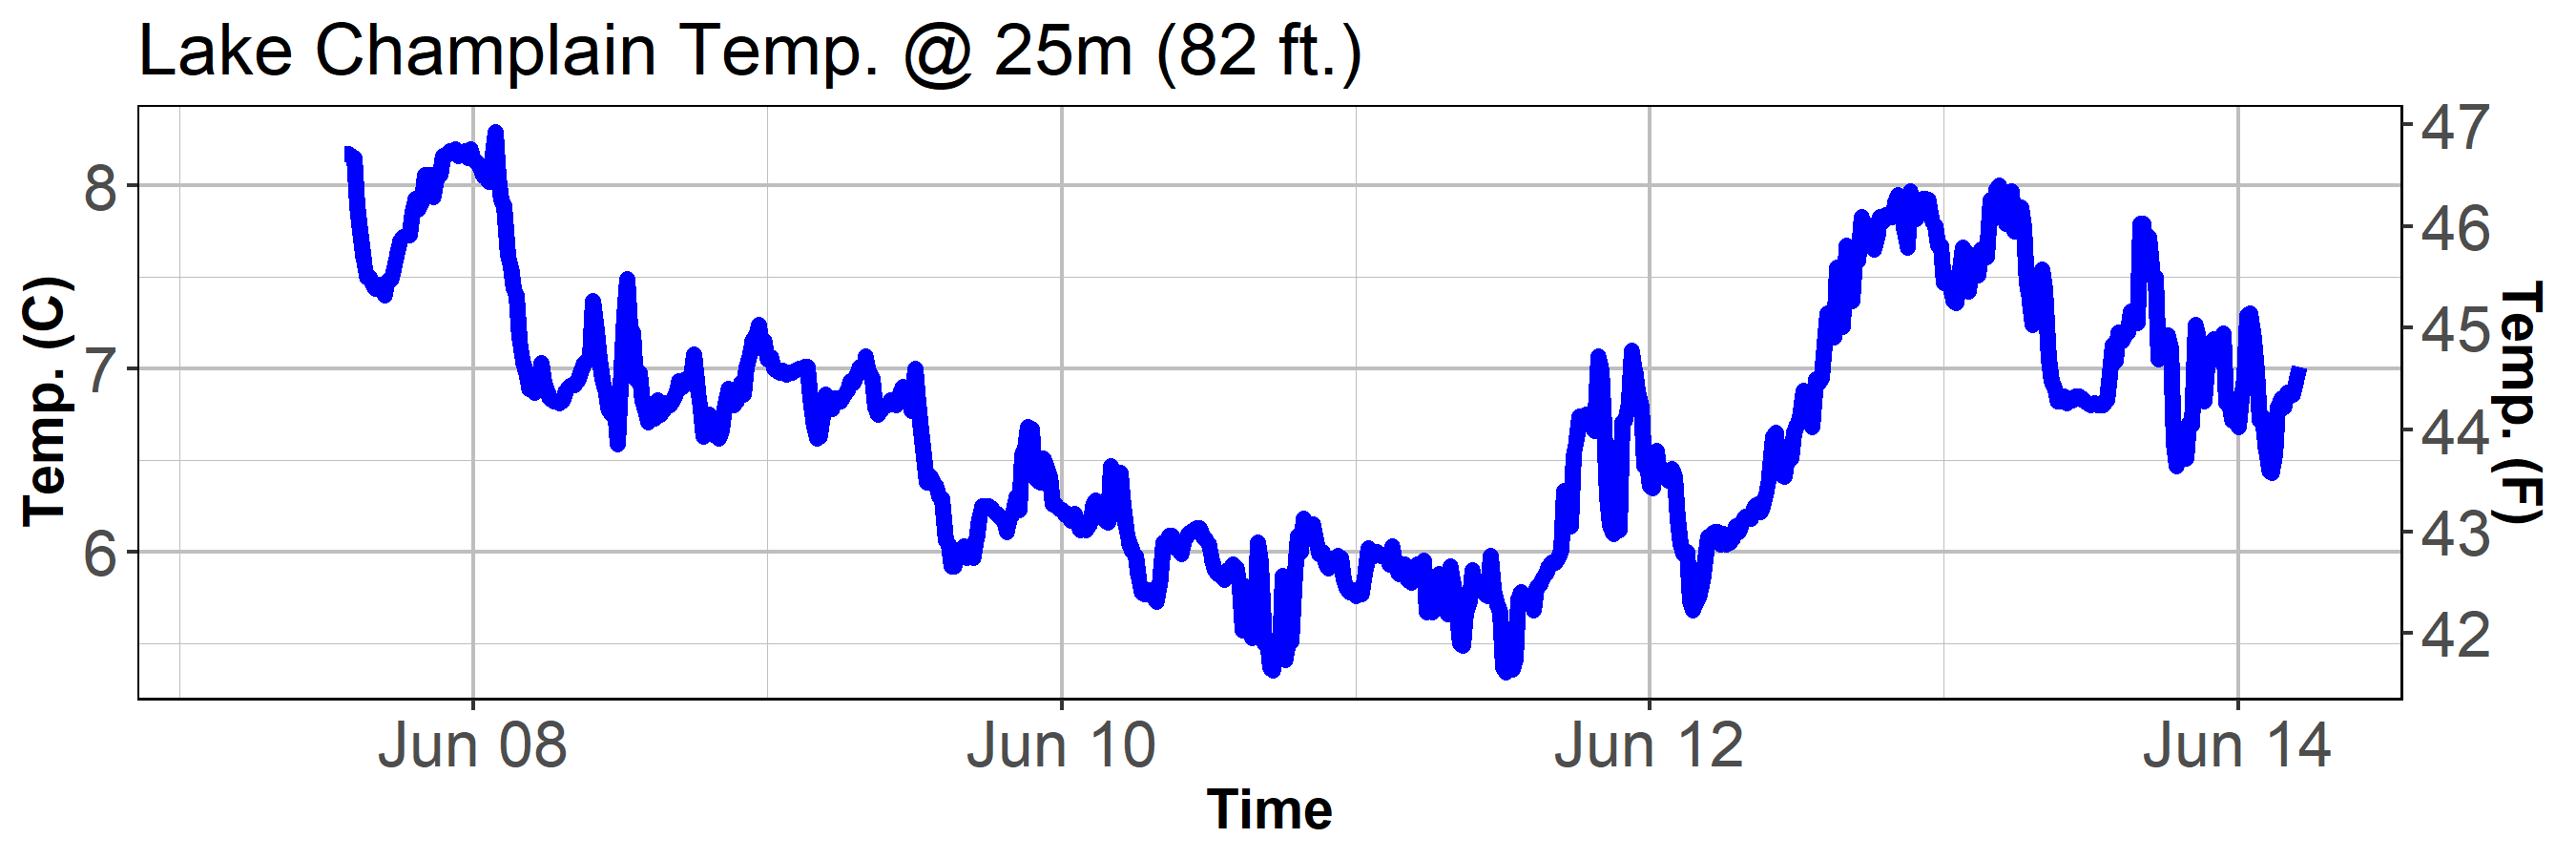 Lake Champlain Temp. @ 25m (82 ft.)
Temp. (C)
8
7
6
47
46
45
44
43
42
Temp. (F)
Jun 08 Jun 10 Jun 12 Jun 14
Time